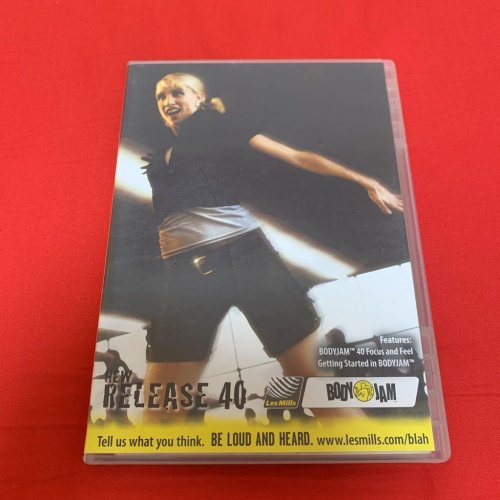 Features:
BODYJAM™ 40 Focus and Feel
Getting Started in BODYJAM™
NEW
RELEASE 40
Les Mills
BODY JAM
Tell us what you think. BE LOUD AND HEARD. www.lesmills.com/blah